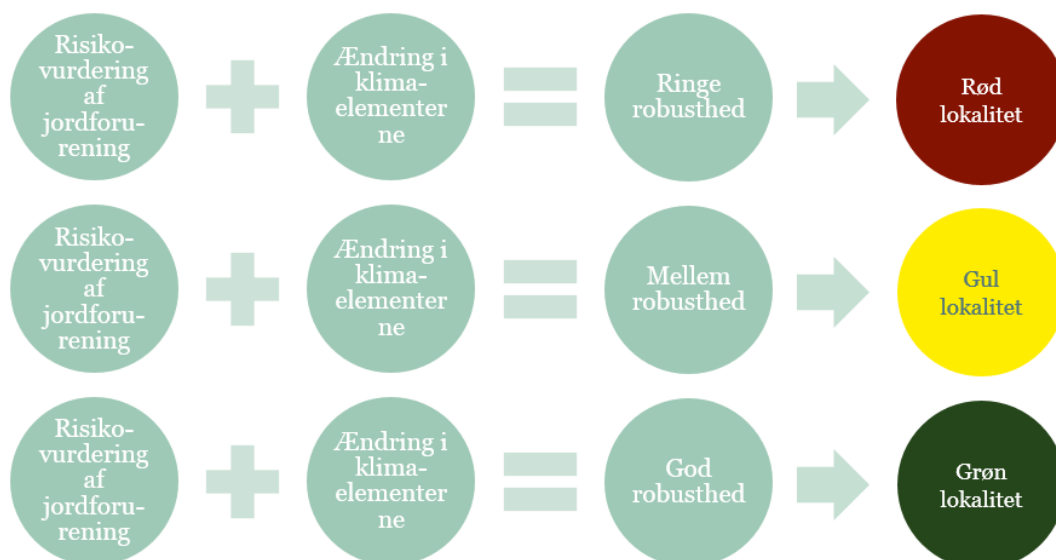 Risiko-
vurdering
af
jordforu-
rening
Ændring i
klima-
elementer
ne
Ringe
robusthed
Rød
lokalitet
Risiko-
vurdering
af
jordforu-
rening
Ændring i
klima-
elementer
ne
Mellem
robusthed
Gul
lokalitet
Risiko-
vurdering
af
jordforu-
rening
Ændring i
klima-
elementer
ne
God
robusthed
Grøn
lokalitet